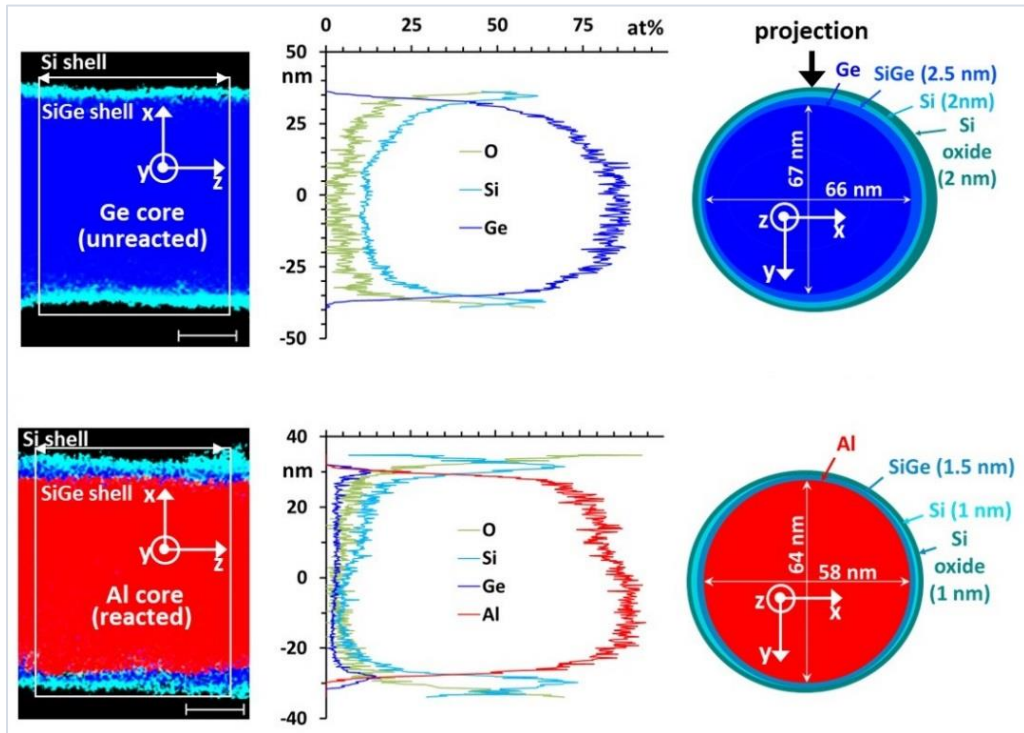 Si shell
SiGe shell
x
y
z
Ge core
(unreacted)
0 25 50 75 at%
50
nm
25
0
-25
-50
O
Si
Ge
projection
Ge
SiGe (2.5 nm)
Si (2nm)
Si
oxide
(2 nm)
67 nm
66 nm
z
x
y
Si shell
SiGe shell
x
y
z
Al core
(reacted)
40
nm
20
0
-20
-40
O
Si
Ge
Al
Al
SiGe (1.5 nm)
Si (1 nm)
Si
oxide
(1 nm)
64 nm
58 nm
z
x
y